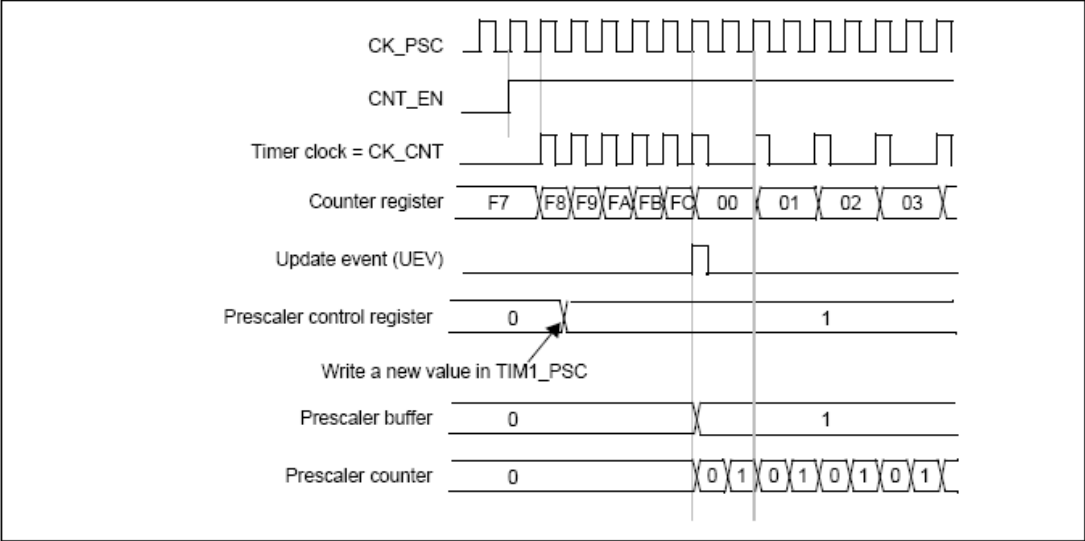 CK_PSC
CNT_EN
Timer clock = CK_CNT
Counter register F7 F8 F9 FA FB FC 00 01 02 03
Update event (UEV)
Prescaler control register 0 1
Write a new value in TIM1_PSC
Prescaler buffer 0 1
Prescaler counter 0 0 1 0 1 0 1 0 1